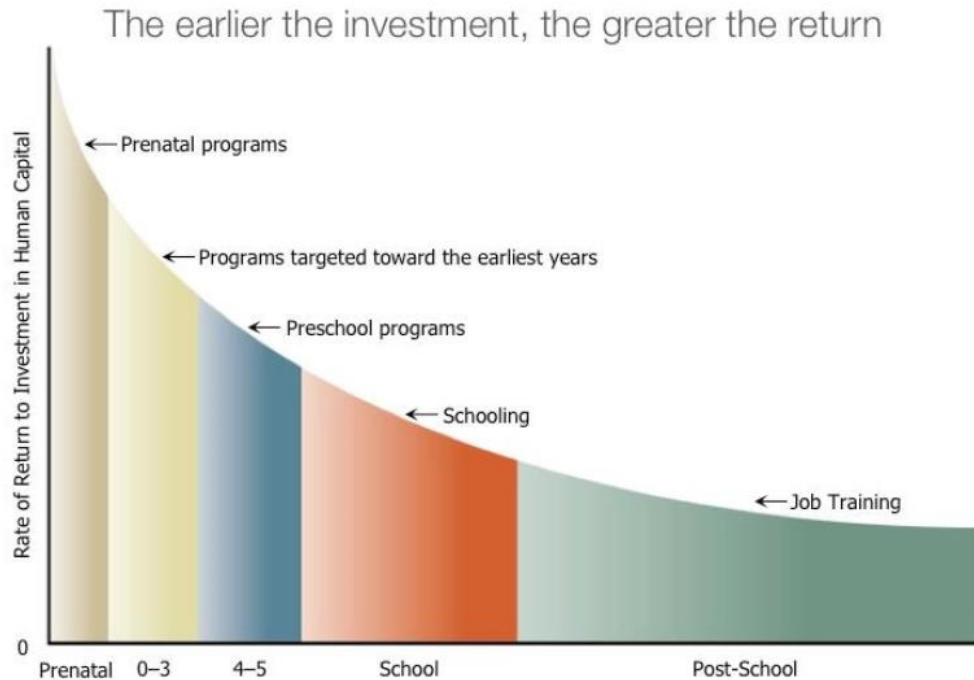 The earlier the investment, the greater the return
Rate of Return to Investment in Human Capital
Prenatal programs
Programs targeted toward the earliest years
Preschool programs
Schooling
Job Training
0
Prenatal 0–3 4–5 School Post-School